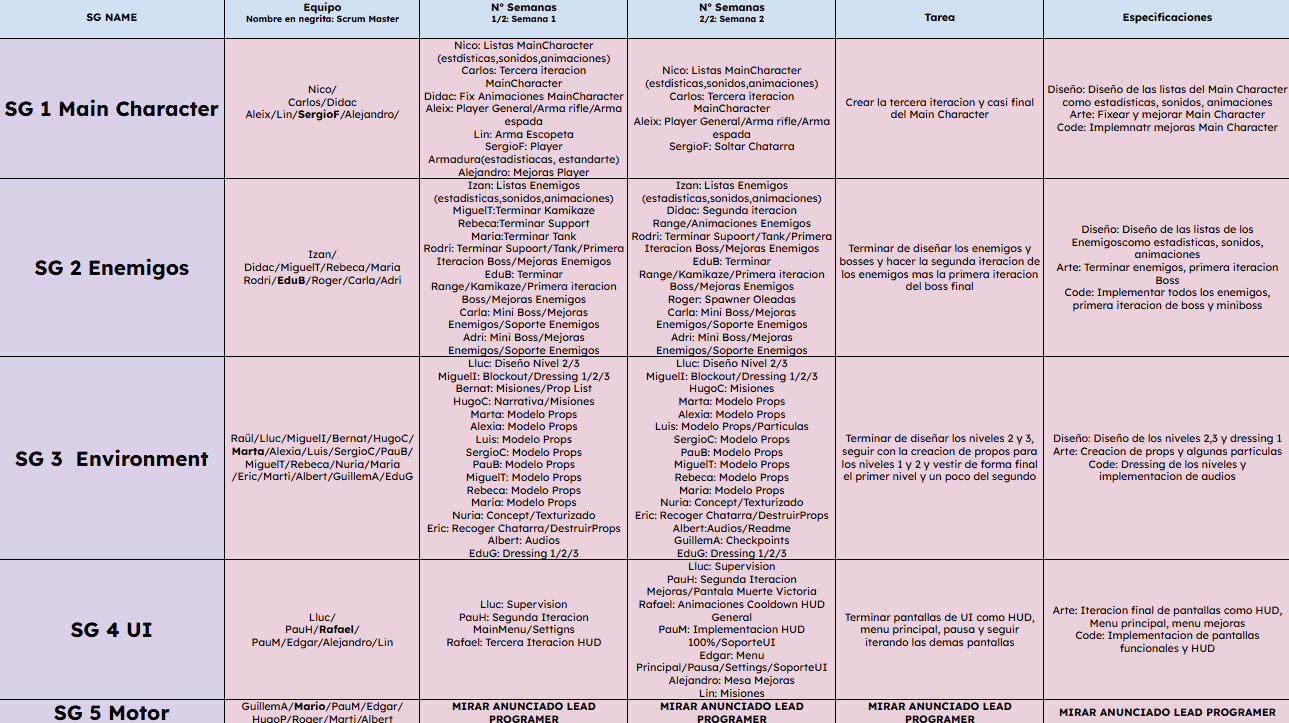 SG NAME
Equipo
Nombre en negrita: Scrum Master
Nº Semanas
1/2: Semana 1
Nº Semanas
2/2: Semana 2
Tarea
Especificaciones
SG 1 Main Character
Nico/
Carlos/Didac
Aleix/Lin/SergioF/Alejandro/
Nico: Listas MainCharacter
(estdisticas,sonidos,animaciones)
Carlos: Tercera iteracion
MainCharacter
Didac: Fix Animaciones MainCharacter
Aleix: Player General/Arma rifle/Arma
espada
Lin: Arma Escopeta
SergioF: Player
Armadura(estadistiacas, estandarte)
Alejandro: Mejoras Player
Nico: Listas MainCharacter
(estdisticas,sonidos,animaciones)
Carlos: Tercera iteracion
MainCharacter
Aleix: Player General/Arma rifle/Arma
espada
SergioF: Soltar Chatarra
Crear la tercera iteracion y casi final
del Main Character
Diseño: Diseño de las listas del Main Character
como estadisticas, sonidos, animaciones
Arte: Fixear y mejorar Main Character
Code: Implemnatr mejoras Main Character
SG 2 Enemigos
Izan/
Didac/MiguelT/Rebeca/Maria
Rodri/EduB/Roger/Carla/Adri
Izan: Listas Enemigos
(estadisticas,sonidos,animaciones)
MiguelT:Terminar Kamikaze
Rebeca:Terminar Support
Maria:Terminar Tank
Rodri: Terminar Supoort/Tank/Primera
Iteracion Boss/Mejoras Enemigos
EduB: Terminar
Range/Kamikaze/Primera iteracion
Boss/Mejoras Enemigos
Carla: Mini Boss/Mejoras
Enemigos/Soporte Enemigos
Adri: Mini Boss/Mejoras
Enemigos/Soporte Enemigos
Izan: Listas Enemigos
(estadisticas,sonidos,animaciones)
Didac: Segunda iteracion
Range/Animaciones Enemigos
Rodri: Terminar Supoort/Tank/Primera
Iteracion Boss/Mejoras Enemigos
EduB: Terminar
Range/Kamikaze/Primera iteracion
Boss/Mejoras Enemigos
Roger: Spawner Oleadas
Carla: Mini Boss/Mejoras
Enemigos/Soporte Enemigos
Adri: Mini Boss/Mejoras
Enemigos/Soporte Enemigos
Terminar de diseñar los enemigos y
bosses y hacer la segunda iteracion de
los enemigos mas la primera iteracion
del boss final
Diseño: Diseño de las listas de los
Enemigoscomo estadisticas, sonidos,
animaciones
Arte: Terminar enemigos, primera iteracion
Boss
Code: Implementar todos los enemigos,
primera iteracion de boss y miniboss
SG 3 Environment
Raül/Lluc/MiguelI/Bernat/HugoC/
Marta/Alexia/Luis/SergioC/PauB/
MiguelT/Rebeca/Nuria/Maria
/Eric/Marti/Albert/GuillemA/EduG
Lluc: Diseño Nivel 2/3
MiguelI: Blockout/Dressing 1/2/3
Bernat: Misiones/Prop List
HugoC: Narrativa/Misiones
Marta: Modelo Props
Alexia: Modelo Props
Luis: Modelo Props
SergioC: Modelo Props
PauB: Modelo Props
MiguelT: Modelo Props
Rebeca: Modelo Props
Maria: Modelo Props
Nuria: Concept/Texturizado
Eric: Recoger Chatarra/DestruirProps
Albert: Audios
EduG: Dressing 1/2/3
Lluc: Diseño Nivel 2/3
MiguelI: Blockout/Dressing 1/2/3
HugoC: Misiones
Marta: Modelo Props
Alexia: Modelo Props
Luis: Modelo Props/Particulas
SergioC: Modelo Props
PauB: Modelo Props
MiguelT: Modelo Props
Rebeca: Modelo Props
Maria: Modelo Props
Nuria: Concept/Texturizado
Eric: Recoger Chatarra/DestruirProps
Albert:Audios/Readme
GuillemA: Checkpoints
EduG: Dressing 1/2/3
Terminar de diseñar los niveles 2 y 3,
seguir con la creacion de propos para
los niveles 1 y 2 y vestir de forma final
el primer nivel y un poco del segundo
Diseño: Diseño de los niveles 2,3 y dressing 1
Arte: Creacion de props y algunas particulas
Code: Dressing de los niveles y
implementacion de audios
SG 4 UI
Lluc/
PauH/Rafael/
PauM/Edgar/Alejandro/Lin
Lluc: Supervision
PauH: Segunda Iteracion
MainMenu/Settigns
Rafael: Tercera Iteracion HUD
Lluc: Supervision
PauH: Segunda Iteracion
Mejoras/Pantala Muerte Victoria
Rafael: Animaciones Cooldown HUD
General
PauM: Implementacion HUD
100%/SoporteUI
Edgar: Menu
Principal/Pausa/Settings/SoporteUI
Alejandro: Mesa Mejoras
Lin: Misiones
Terminar pantallas de UI como HUD,
menu principal, pausa y seguir
iterando las demas pantallas
Arte: Iteracion final de pantallas como HUD,
Menu principal, menu mejoras
Code: Implementacion de pantallas
funcionales y HUD
SG 5 Motor
GuillemA/Mario/PauM/Edgar/
HugoP/Roger/Marti/Albert
MIRAR ANUNCIADO LEAD
PROGRAMER
MIRAR ANUNCIADO LEAD
PROGRAMER
MIRAR ANUNCIADO LEAD
PROGRAMER
MIRAR ANUNCIADO LEAD PROGRAMER